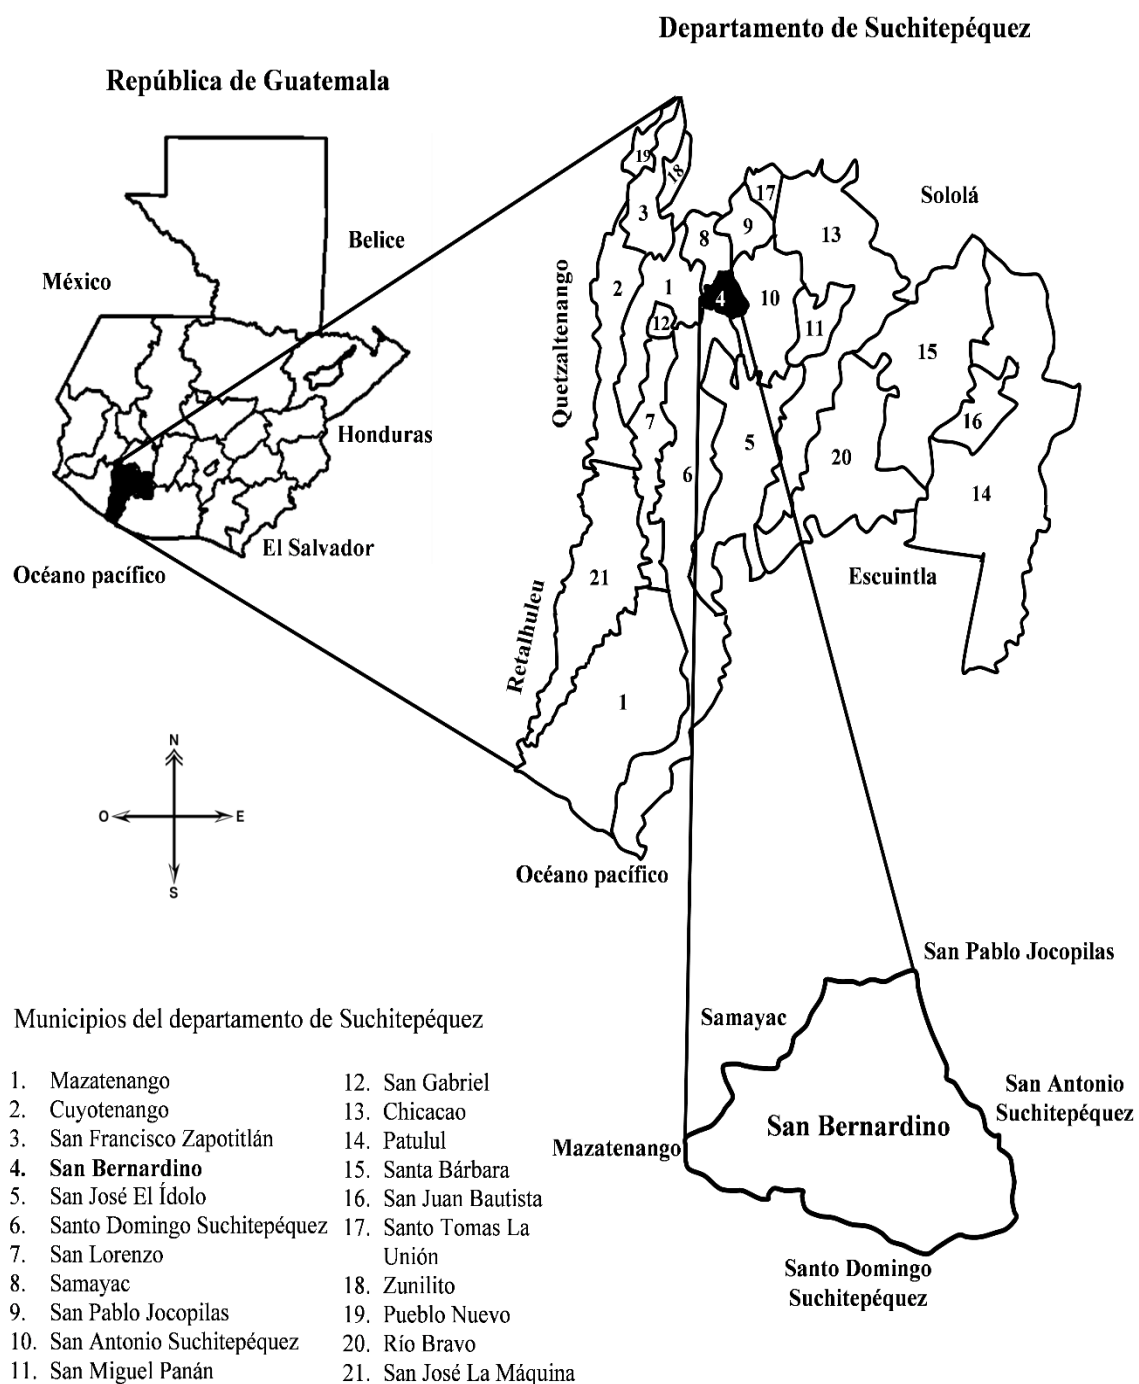 Departamento de Suchitepéquez
República de Guatemala
México
Belice
Honduras
El Salvador
Océano pacífico
Quetzaltenango
Retalhuleu
Sololá
Escuintla
Océano pacífico
19
18
3
17
9
13
8
2
1
4
10
12
11
15
7
5
16
6
20
14
21
1
N
O
E
S
San Pablo Jocopilas
Samayac
San Antonio
Suchitepéquez
San Bernardino
Mazatenango
Santo Domingo
Suchitepéquez
Municipios del departamento de Suchitepéquez
1. Mazatenango
2. Cuyotenango
3. San Francisco Zapotitlán
4. San Bernardino
5. San José El Ídolo
6. Santo Domingo Suchitepéquez
7. San Lorenzo
8. Samayac
9. San Pablo Jocopilas
10. San Antonio Suchitepéquez
11. San Miguel Panán
12. San Gabriel
13. Chicacao
14. Patulul
15. Santa Bárbara
16. San Juan Bautista
17. Santo Tomas La
Unión
18. Zunilito
19. Pueblo Nuevo
20. Río Bravo
21. San José La Máquina